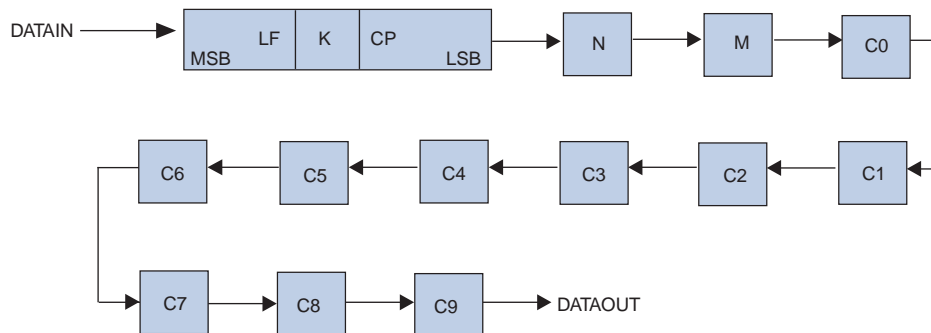 DATAIN
LF K CP
MSB LSB
N
M
C0
C6
C5
C4
C3
C2
C1
C7
C8
C9
DATAOUT